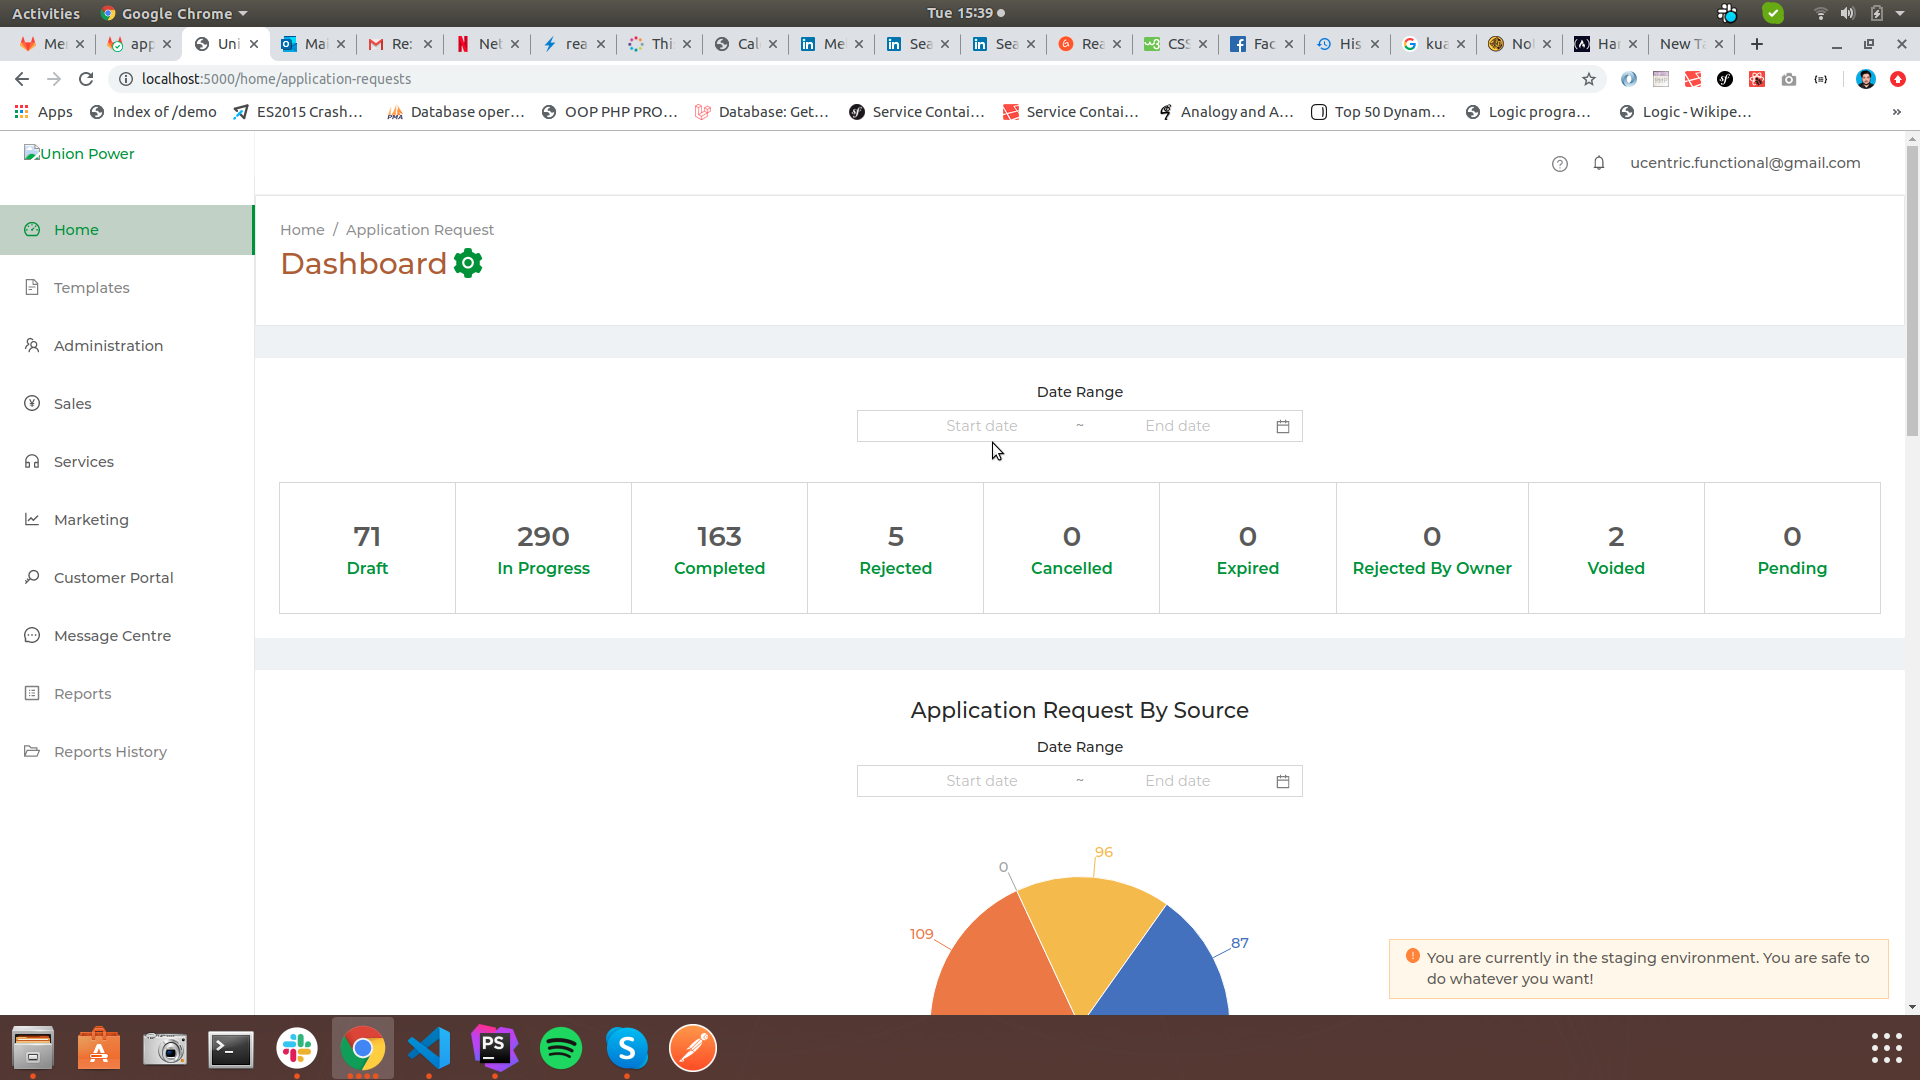 Activities Google Chrome Tue 15:39
Me app Uni Mai Re: Net rea Thi Cal Me Sea Sea Rea CSS Fac His kua No Har New Ta
localhost:5000/home/application-requests
Apps Index of /demo ES2015 Crash... Database oper... OOP PHP PRO... Database: Get... Service Contai... Service Contai... Analogy and A... Top 50 Dynam... Logic progra... Logic - Wikipe... »
Union Power
ucentric.functional@gmail.com
Home
Templates
Administration
Sales
Services
Marketing
Customer Portal
Message Centre
Reports
Reports History
Home / Application Request
Dashboard
Date Range
Start date ~ End date
71 290 163 5 0 0 0 2 0
Draft In Progress Completed Rejected Cancelled Expired Rejected By Owner Voided Pending
Application Request By Source
Date Range
Start date ~ End date
96
0
109
87
You are currently in the staging environment. You are safe to
do whatever you want!
PS